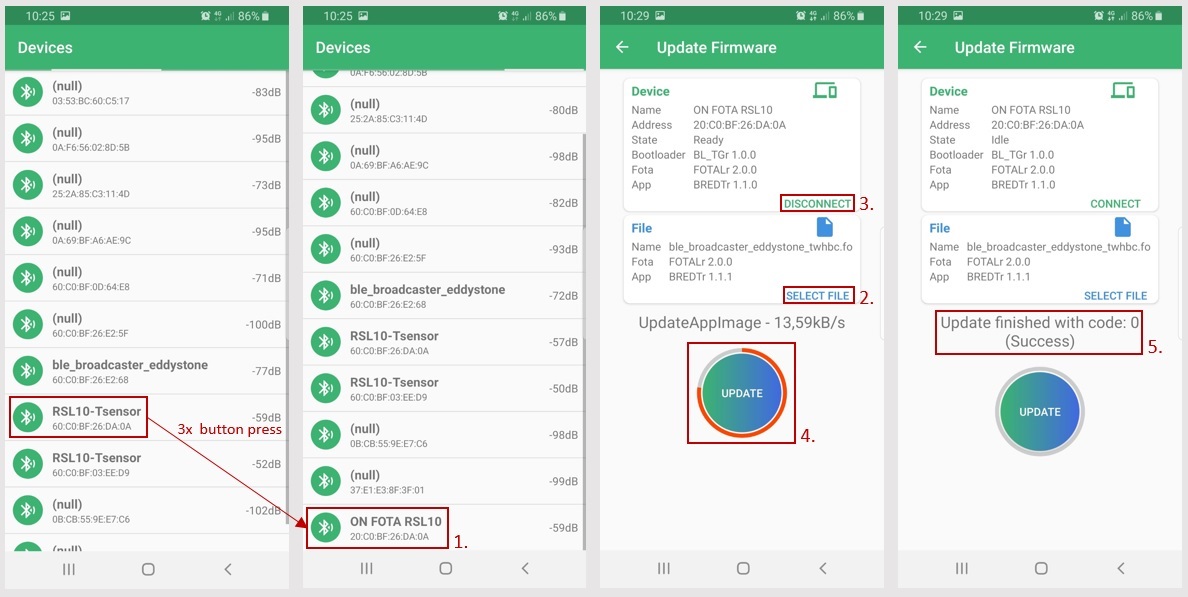 10:25
4G
86%
Devices
(null)
03:53:BC:60:C5:17
-83dB
(null)
0A:F6:56:02:8D:5B
-95dB
(null)
25:2A:85:C3:11:4D
-73dB
(null)
0A:69:BF:A6:AE:9C
-95dB
(null)
60:C0:BF:0D:64:E8
-71dB
(null)
60:C0:BF:26:E2:5F
-100dB
ble_broadcaster_eddystone
60:C0:BF:26:E2:68
-77dB
RSL10-Tsensor
60:C0:BF:26:DA:0A
-59dB
3x button press
RSL10-Tsensor
60:C0:BF:03:EE:D9
-52dB
(null)
0B:CB:55:9E:E7:C6
-102dB
(null)
10:25
4G
86%
Devices
0A:F6:56:02:8D:5B
(null)
25:2A:85:C3:11:4D
-80dB
(null)
0A:69:BF:A6:AE:9C
-98dB
(null)
60:C0:BF:0D:64:E8
-82dB
(null)
60:C0:BF:26:E2:5F
-93dB
ble_broadcaster_eddystone
60:C0:BF:26:E2:68
-72dB
RSL10-Tsensor
60:C0:BF:26:DA:0A
-57dB
RSL10-Tsensor
60:C0:BF:03:EE:D9
-50dB
(null)
0B:CB:55:9E:E7:C6
-98dB
(null)
37:E1:E3:8F:3F:01
-99dB
ON FOTA RSL10
20:C0:BF:26:DA:0A
-59dB
1.
10:29
4G
86%
Update Firmware
Device
Name ON FOTA RSL10
Address 20:C0:BF:26:DA:0A
State Ready
Bootloader BL_TGr 1.0.0
Fota FOTALr 2.0.0
App BREDTr 1.1.0
DISCONNECT
3.
File
Name ble_broadcaster_eddystone_twhbc.fo
Fota FOTALr 2.0.0
App BREDTr 1.1.1
SELECT FILE
2.
UpdateAppImage - 13,59kB/s
UPDATE
4.
10:29
4G
86%
Update Firmware
Device
Name ON FOTA RSL10
Address 20:C0:BF:26:DA:0A
State Idle
Bootloader BL_TGr 1.0.0
Fota FOTALr 2.0.0
App BREDTr 1.1.0
CONNECT
File
Name ble_broadcaster_eddystone_twhbc.fo
Fota FOTALr 2.0.0
App BREDTr 1.1.1
SELECT FILE
Update finished with code: 0
(Success)
5.
UPDATE